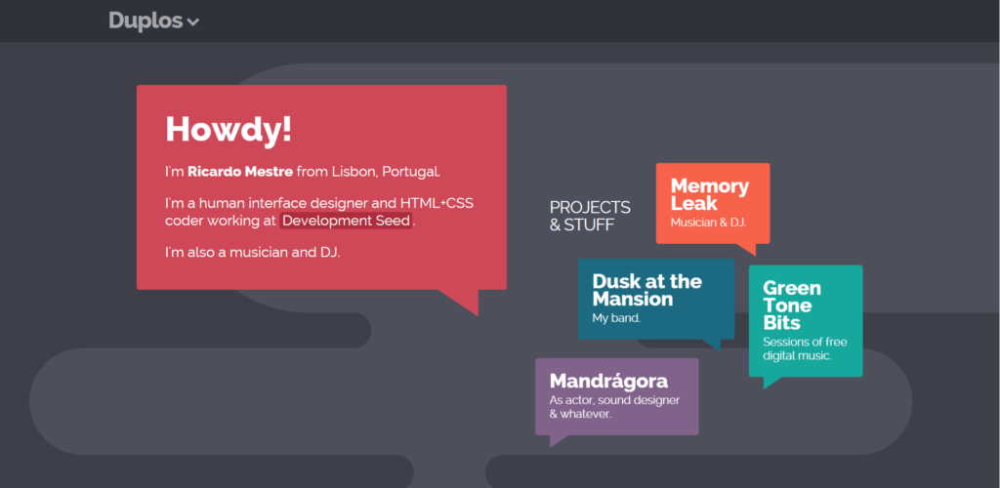 Duplos
Howdy!
I'm Ricardo Mestre from Lisbon, Portugal.
I'm a human interface designer and HTML+CSS
coder working at Development Seed.
I'm also a musician and DJ.
PROJECTS
& STUFF
Memory
Leak
Musician & DJ.
Dusk at the
Mansion
My band.
Green
Tone
Bits
Sessions of free
digital music.
Mandrágora
As actor, sound designer
& whatever.